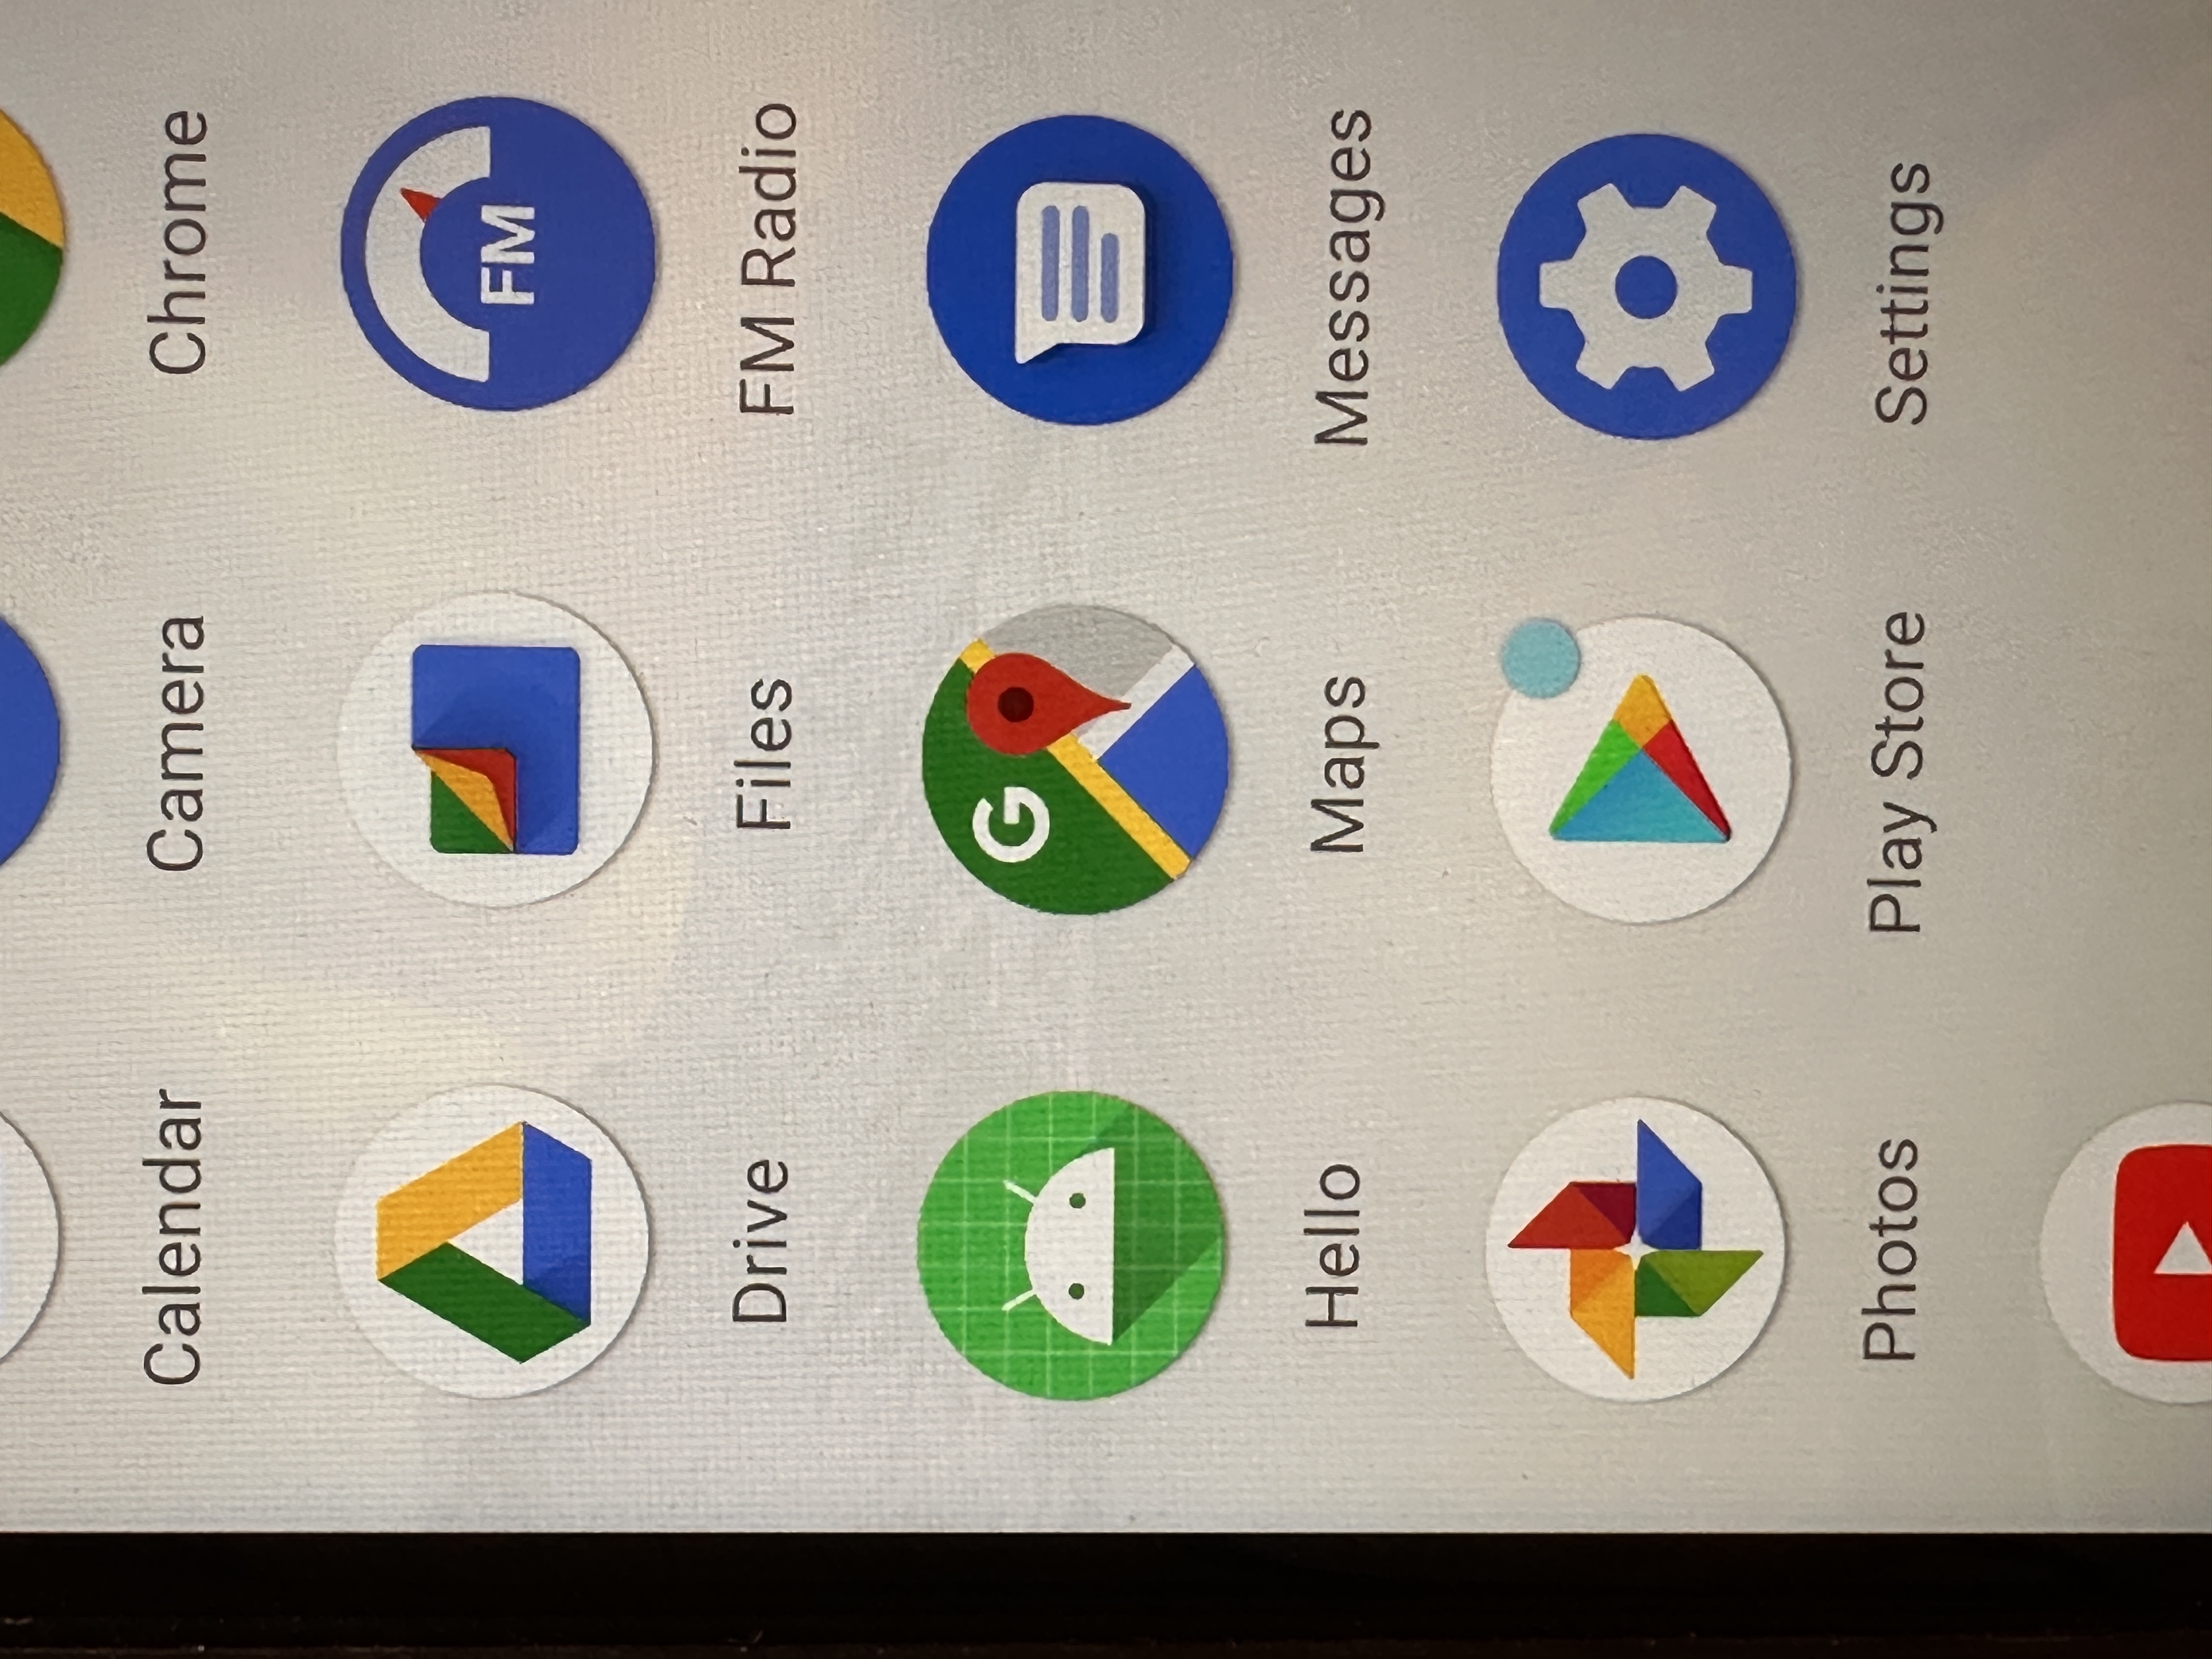 Calendar Camera Chrome
FM
Drive Files FM Radio
G
Hello Maps Messages
Photos Play Store Settings